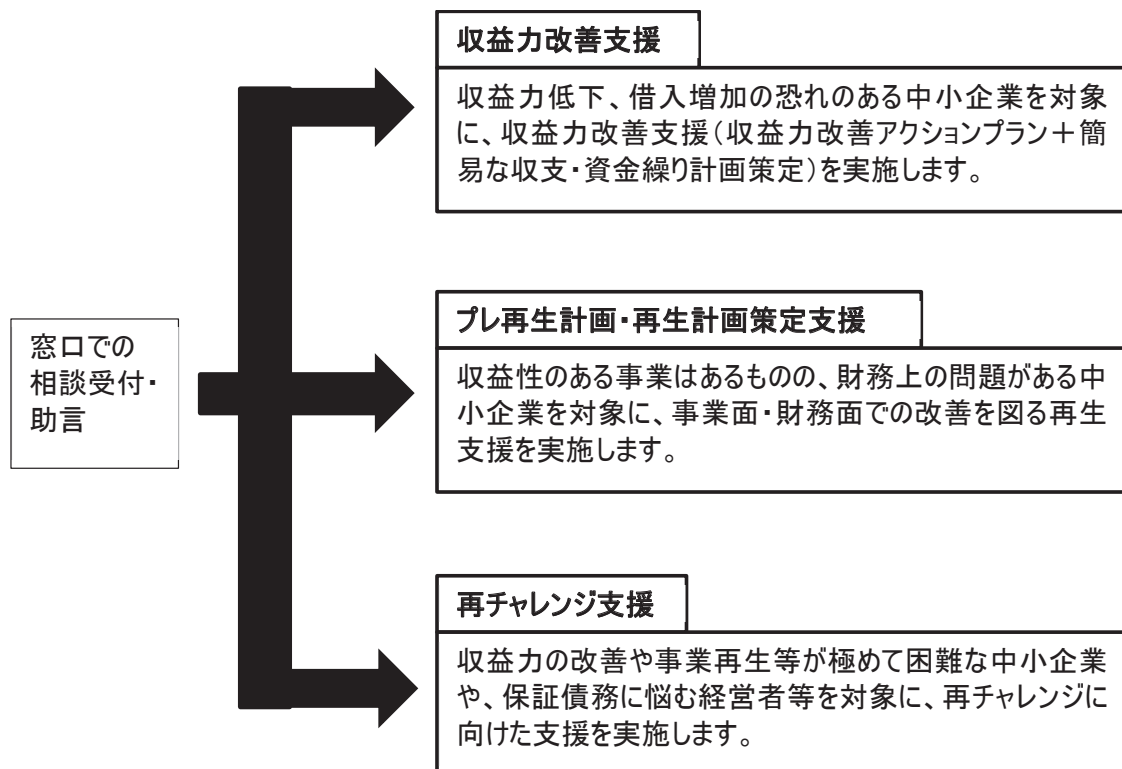 収益力改善支援
収益力低下、借入増加の恐れのある中小企業を対象
に、収益力改善支援（収益力改善アクションプラン＋簡
易な収支・資金繰り計画策定）を実施します。
プレ再生計画・再生計画策定支援
収益性のある事業はあるものの、財務上の問題がある中
小企業を対象に、事業面・財務面での改善を図る再生
支援を実施します。
窓口での
相談受付・
助言
再チャレンジ支援
収益力の改善や事業再生等が極めて困難な中小企業
や、保証債務に悩む経営者等を対象に、再チャレンジに
向けた支援を実施します。